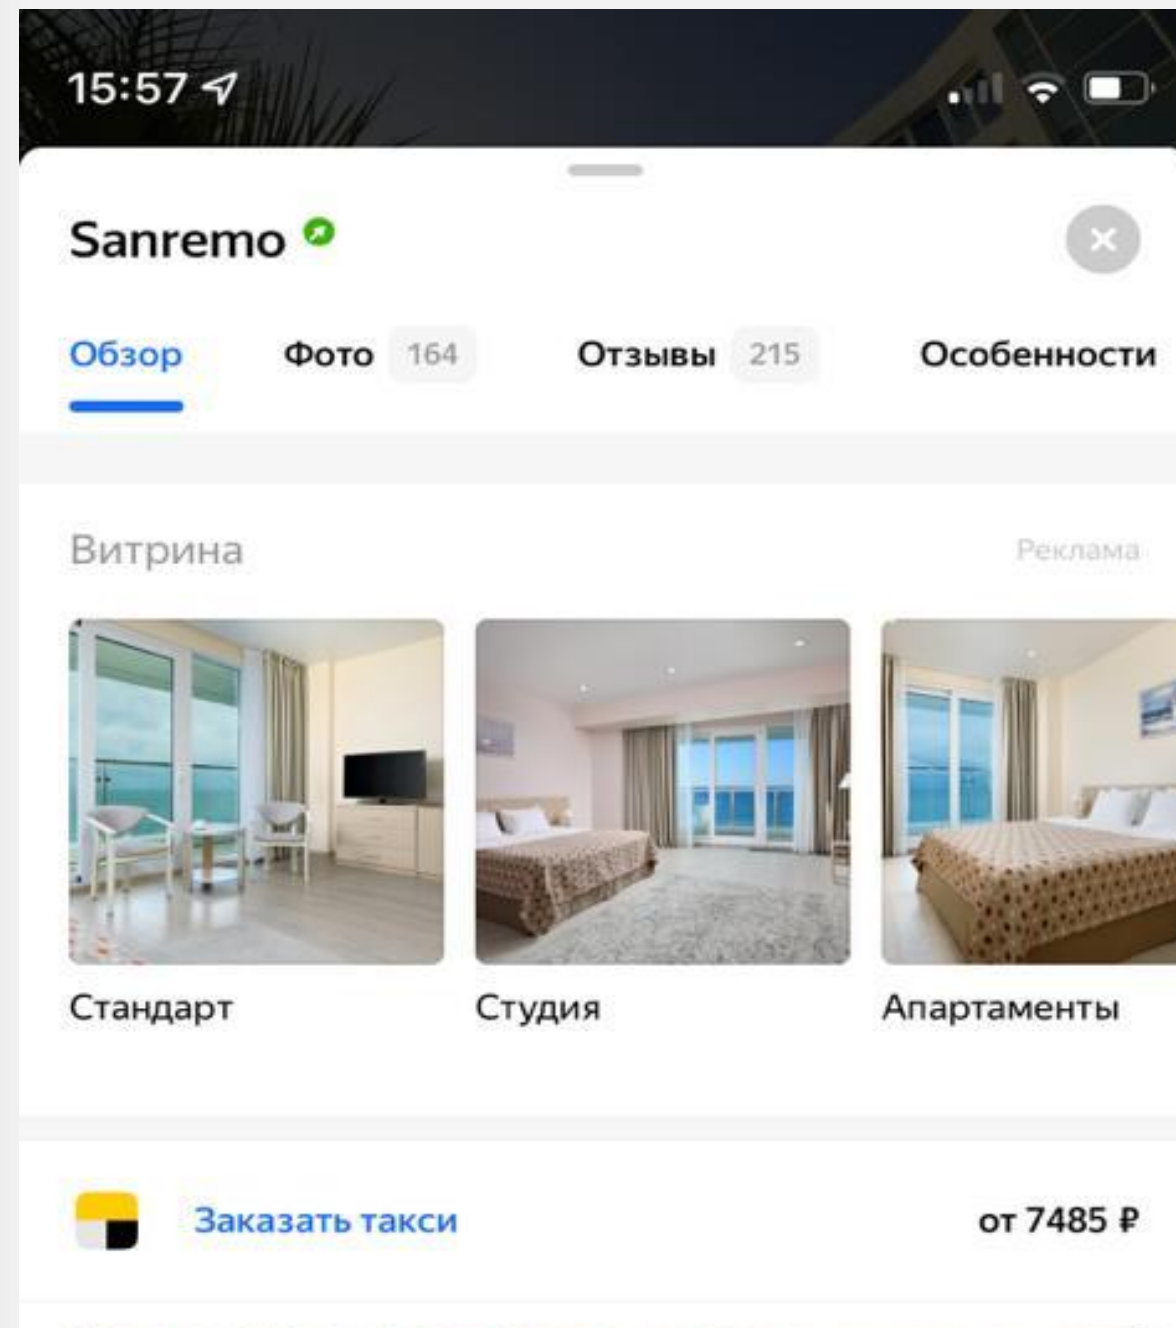 15:57
Sanremo
Обзор Фото 164 Отзывы 215 Особенности
Витрина Реклама
Стандарт Студия Апартаменты
Заказать такси от 7485 ₽